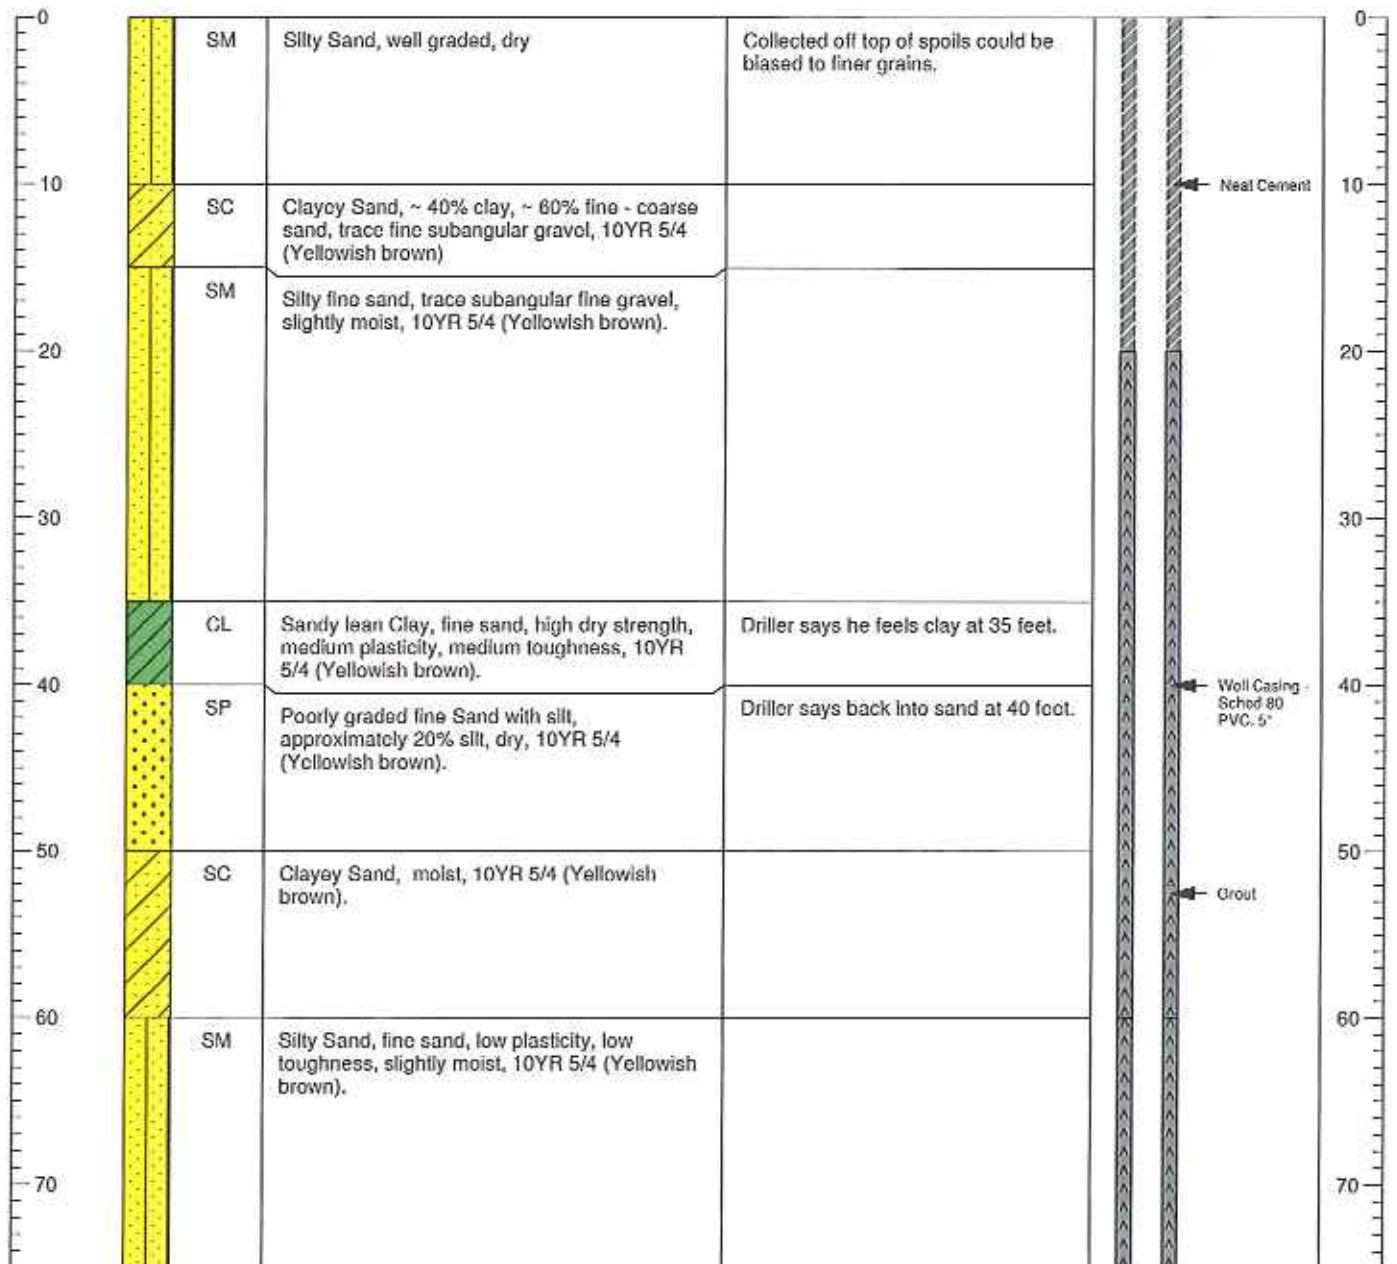 0
SM
Silty Sand, well graded, dry
Collected off top of spoils could be
biased to finer grains.
0
10
SC
Clayey Sand, ~ 40% clay, ~ 60% fine - coarse
sand, trace fine subangular gravel, 10YR 5/4
(Yellowish brown)
Neat Cement
10
SM
Silty fine sand, trace subangular fine gravel,
slightly moist, 10YR 5/4 (Yellowish brown).
20
20
30
30
CL
Sandy lean Clay, fine sand, high dry strength,
medium plasticity, medium toughness, 10YR
5/4 (Yellowish brown).
Driller says he feels clay at 35 feet.
40
SP
Poorly graded fine Sand with silt,
approximately 20% silt, dry, 10YR 5/4
(Yellowish brown).
Driller says back into sand at 40 feet.
Well Casing -
Sched 80
PVC. 5"
40
50
SC
Clayey Sand, moist, 10YR 5/4 (Yellowish
brown).
Grout
50
60
SM
Silty Sand, fine sand, low plasticity, low
toughness, slightly moist, 10YR 5/4 (Yellowish
brown).
60
70
70